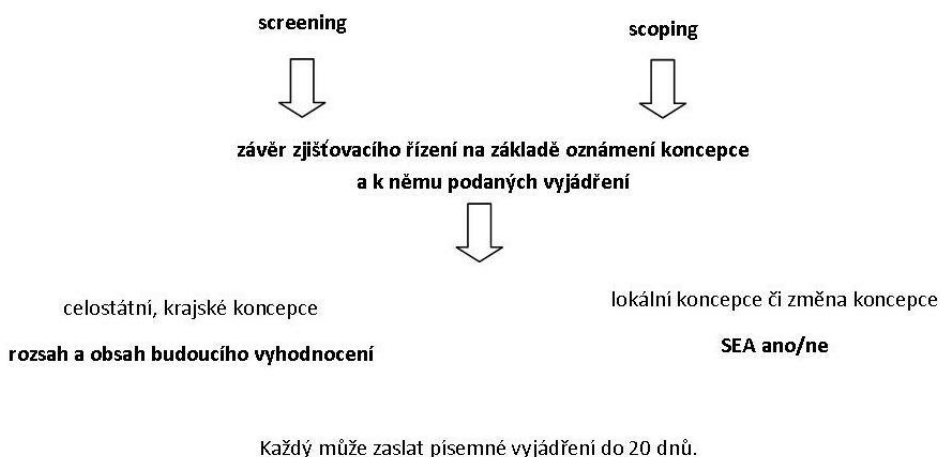 screening
scoping
závěr zjišťovacího řízení na základě oznámení koncepce
a k němu podaných vyjádření
celostátní, krajské koncepce
lokální koncepce či změna koncepce
rozsah a obsah budoucího vyhodnocení
SEA ano/ne
Každý může zaslat písemné vyjádření do 20 dnů.